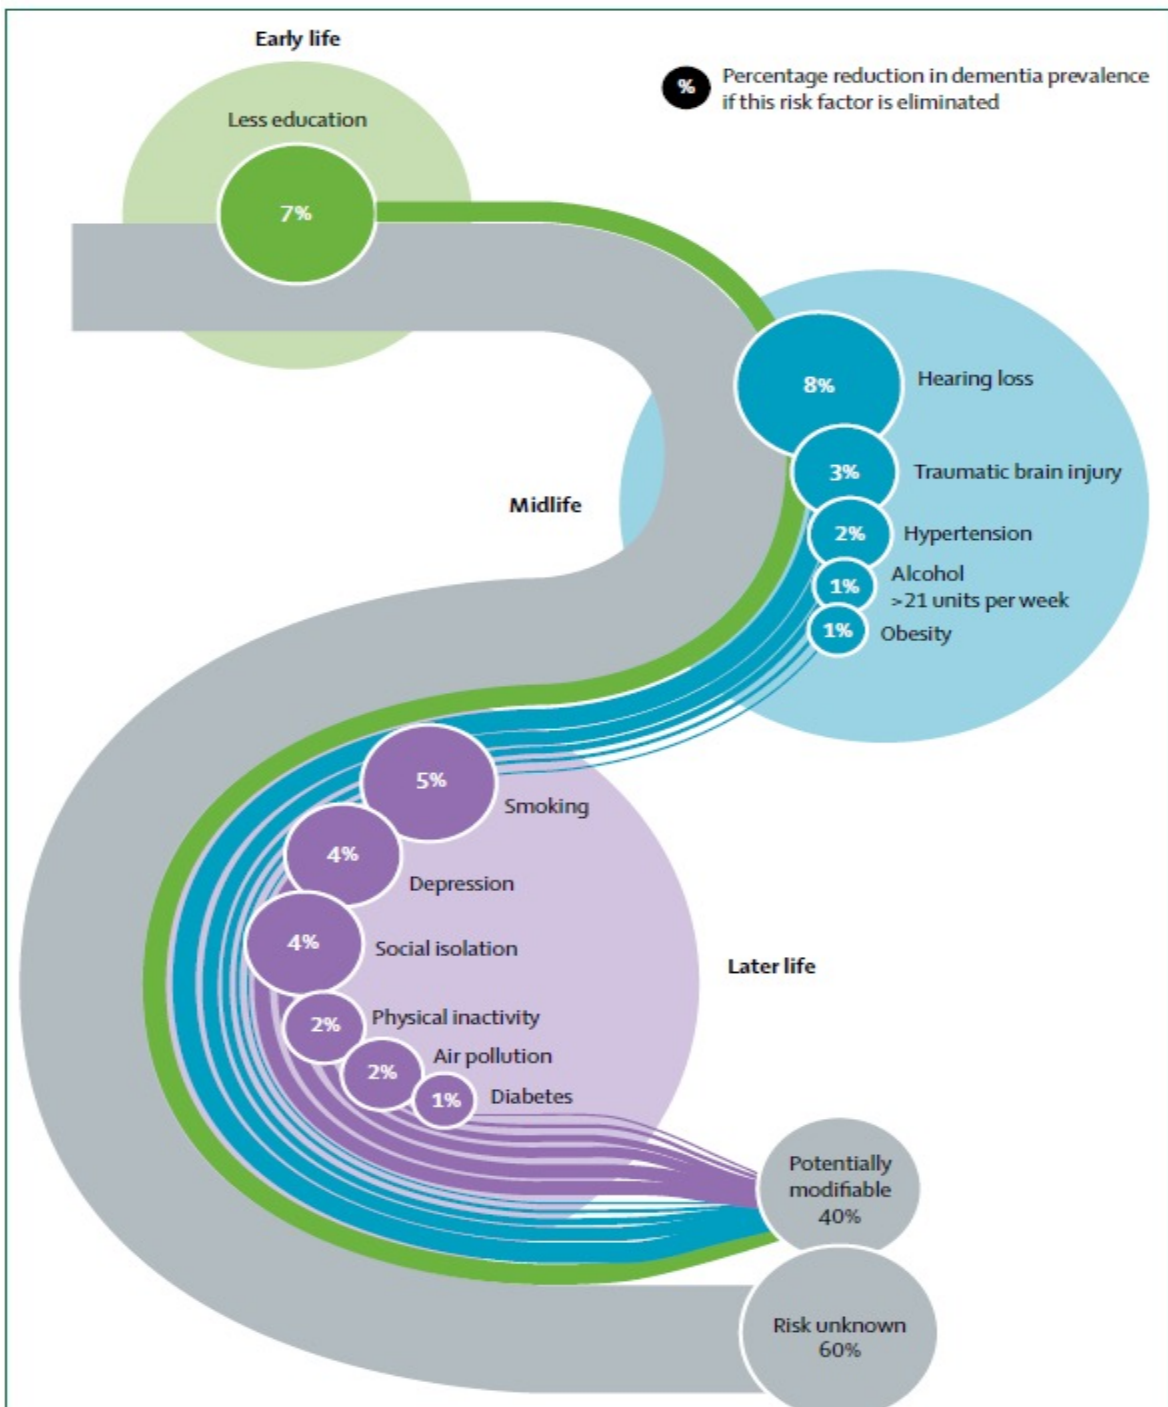 Early life
% Percentage reduction in dementia prevalence
if this risk factor is eliminated
Less education
7%
8%
Hearing loss
3%
Traumatic brain injury
Midlife
2%
Hypertension
1%
Alcohol
>21 units per week
1%
Obesity
5%
Smoking
4%
Depression
4%
Social isolation
Later life
2%
Physical inactivity
2%
Air pollution
1%
Diabetes
Potentially
modifiable
40%
Risk unknown
60%